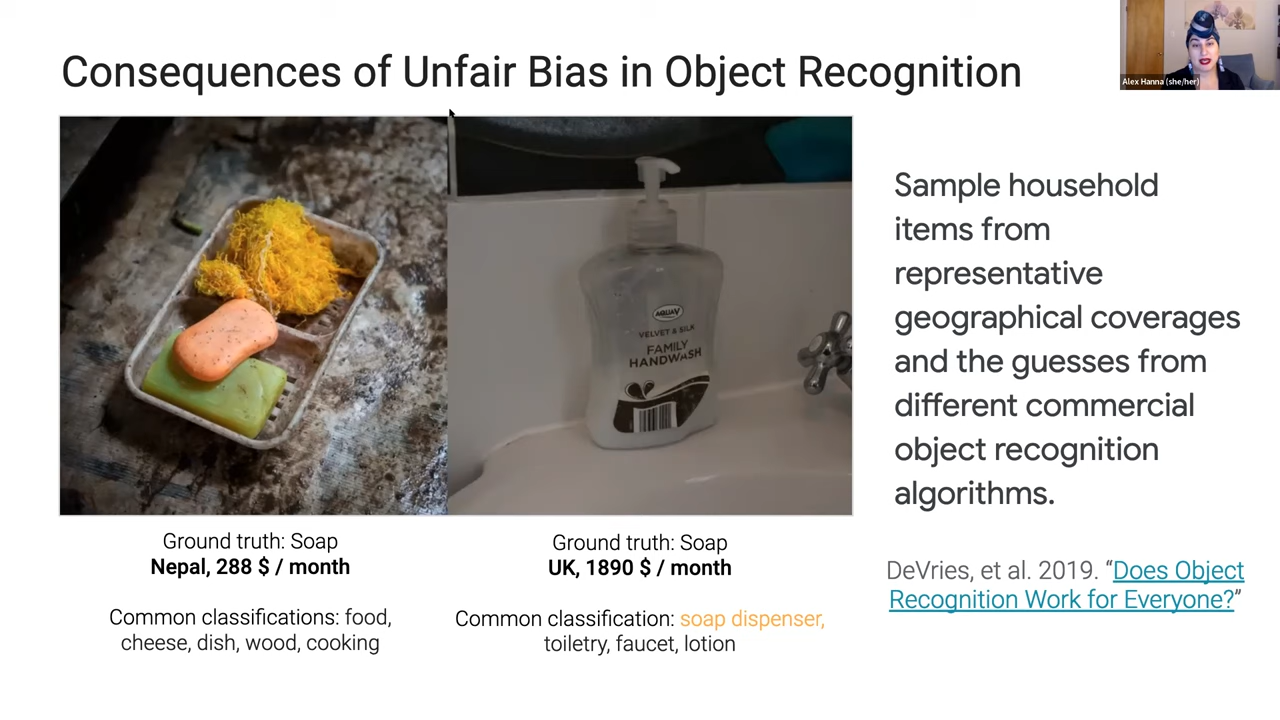 Consequences of Unfair Bias in Object Recognition
Alex Hanna (she/her)
AQUAV
VELVET & SILK
FAMILY
HANDWASH
Ground truth: Soap
Nepal, 288 $ / month
Common classifications: food,
cheese, dish, wood, cooking
Ground truth: Soap
UK, 1890 $ / month
Common classification: soap dispenser,
toiletry, faucet, lotion
Sample household
items from
representative
geographical coverages
and the guesses from
different commercial
object recognition
algorithms.
DeVries, et al. 2019. “Does Object
Recognition Work for Everyone?”